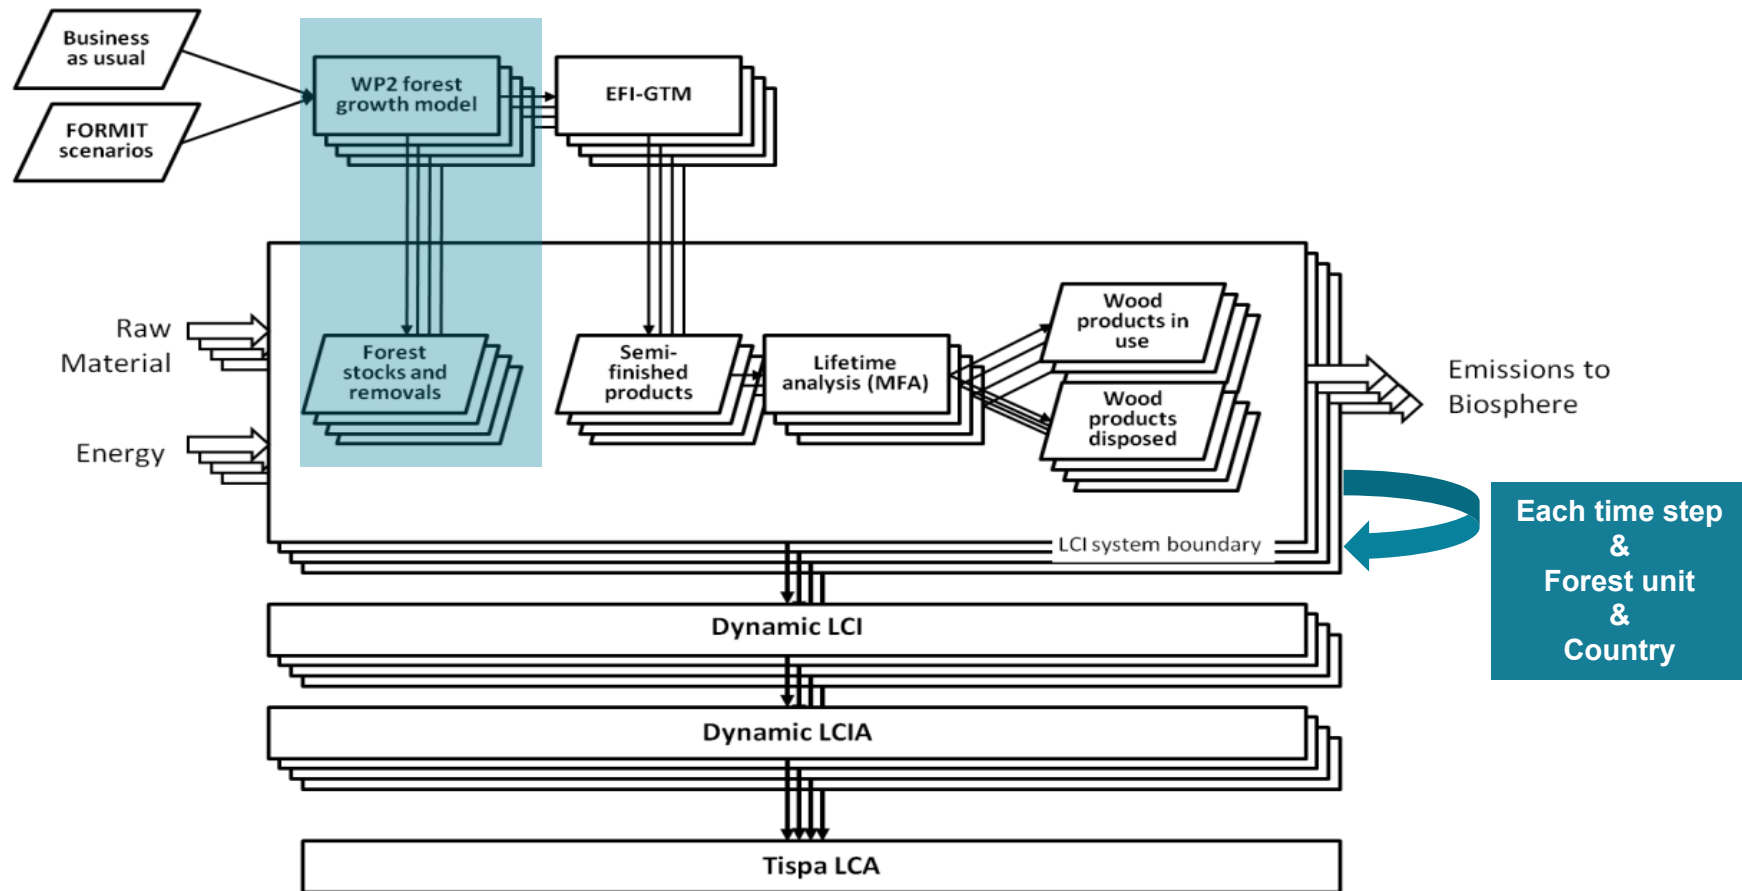 Business
as usual
FORMIT
scenarios
WP2 forest
growth model
EFI-GTM
Raw
Material
Energy
Forest
stocks and
removals
Semi-
finished
products
Lifetime
analysis (MFA)
Wood
products in
use
Wood
products
disposed
Emissions to
Biosphere
LCI system boundary
Each time step
&
Forest unit
&
Country
Dynamic LCI
Dynamic LCIA
Tispa LCA